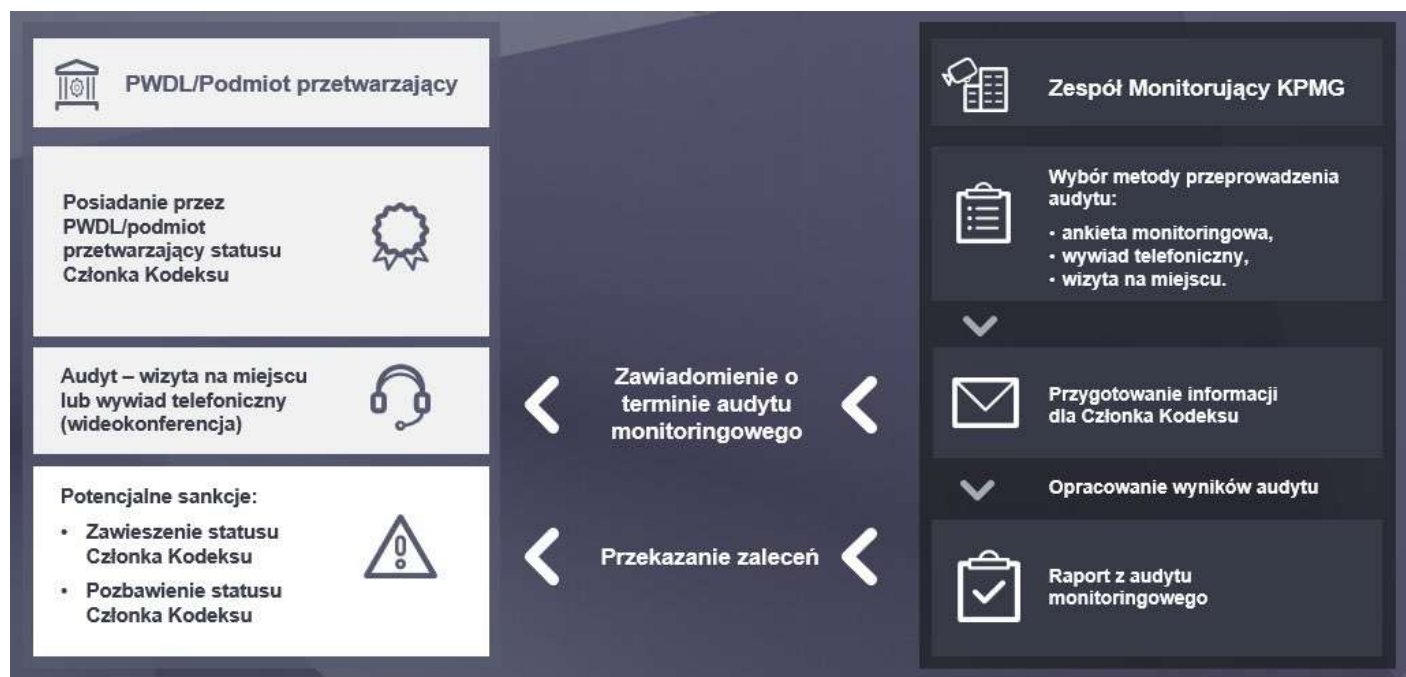 PWDL/Podmiot przetwarzający
Posiadanie przez
PWDL/podmiot
przetwarzający statusu
Członka Kodeksu
Audyt – wizyta na miejscu
lub wywiad telefoniczny
(wideokonferencja)
Potencjalne sankcje:
• Zawieszenie statusu
Członka Kodeksu
• Pozbawienie statusu
Członka Kodeksu
Zawiadomienie o
terminie audytu
monitoringowego
Przekazanie zaleceń
Zespół Monitorujący KPMG
Wybór metody przeprowadzenia
audytu:
• ankieta monitoringowa,
• wywiad telefoniczny,
• wizyta na miejscu.
Przygotowanie informacji
dla Członka Kodeksu
Opracowanie wyników audytu
Raport z audytu
monitoringowego